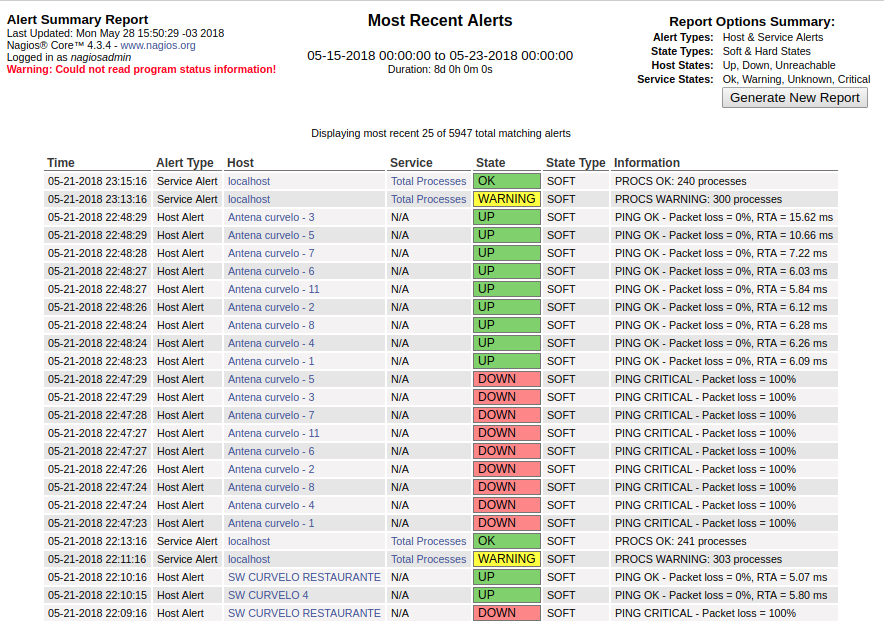 Alert Summary Report
Last Updated: Mon May 28 15:50:29 -03 2018
Nagios® Core™ 4.3.4 - www.nagios.org
Logged in as nagiosadmin
Warning: Could not read program status information!
Most Recent Alerts
05-15-2018 00:00:00 to 05-23-2018 00:00:00
Duration: 8d 0h 0m 0s
Report Options Summary:
Alert Types: Host & Service Alerts
State Types: Soft & Hard States
Host States: Up, Down, Unreachable
Service States: Ok, Warning, Unknown, Critical
Generate New Report
Displaying most recent 25 of 5947 total matching alerts
Time Alert Type Host Service State State Type Information
05-21-2018 23:15:16 Service Alert localhost Total Processes OK SOFT PROCS OK: 240 processes
05-21-2018 23:13:16 Service Alert localhost Total Processes WARNING SOFT PROCS WARNING: 300 processes
05-21-2018 22:48:29 Host Alert Antena curvelo - 3 N/A UP SOFT PING OK - Packet loss = 0%, RTA = 15.62 ms
05-21-2018 22:48:29 Host Alert Antena curvelo - 5 N/A UP SOFT PING OK - Packet loss = 0%, RTA = 10.66 ms
05-21-2018 22:48:28 Host Alert Antena curvelo - 7 N/A UP SOFT PING OK - Packet loss = 0%, RTA = 7.22 ms
05-21-2018 22:48:27 Host Alert Antena curvelo - 6 N/A UP SOFT PING OK - Packet loss = 0%, RTA = 6.03 ms
05-21-2018 22:48:27 Host Alert Antena curvelo - 11 N/A UP SOFT PING OK - Packet loss = 0%, RTA = 5.84 ms
05-21-2018 22:48:26 Host Alert Antena curvelo - 2 N/A UP SOFT PING OK - Packet loss = 0%, RTA = 6.12 ms
05-21-2018 22:48:24 Host Alert Antena curvelo - 8 N/A UP SOFT PING OK - Packet loss = 0%, RTA = 6.28 ms
05-21-2018 22:48:24 Host Alert Antena curvelo - 4 N/A UP SOFT PING OK - Packet loss = 0%, RTA = 6.26 ms
05-21-2018 22:48:23 Host Alert Antena curvelo - 1 N/A UP SOFT PING OK - Packet loss = 0%, RTA = 6.09 ms
05-21-2018 22:47:29 Host Alert Antena curvelo - 5 N/A DOWN SOFT PING CRITICAL - Packet loss = 100%
05-21-2018 22:47:29 Host Alert Antena curvelo - 3 N/A DOWN SOFT PING CRITICAL - Packet loss = 100%
05-21-2018 22:47:28 Host Alert Antena curvelo - 7 N/A DOWN SOFT PING CRITICAL - Packet loss = 100%
05-21-2018 22:47:27 Host Alert Antena curvelo - 11 N/A DOWN SOFT PING CRITICAL - Packet loss = 100%
05-21-2018 22:47:27 Host Alert Antena curvelo - 6 N/A DOWN SOFT PING CRITICAL - Packet loss = 100%
05-21-2018 22:47:26 Host Alert Antena curvelo - 2 N/A DOWN SOFT PING CRITICAL - Packet loss = 100%
05-21-2018 22:47:24 Host Alert Antena curvelo - 8 N/A DOWN SOFT PING CRITICAL - Packet loss = 100%
05-21-2018 22:47:24 Host Alert Antena curvelo - 4 N/A DOWN SOFT PING CRITICAL - Packet loss = 100%
05-21-2018 22:47:23 Host Alert Antena curvelo - 1 N/A DOWN SOFT PING CRITICAL - Packet loss = 100%
05-21-2018 22:13:16 Service Alert localhost Total Processes OK SOFT PROCS OK: 241 processes
05-21-2018 22:11:16 Service Alert localhost Total Processes WARNING SOFT PROCS WARNING: 303 processes
05-21-2018 22:10:16 Host Alert SW CURVELO RESTAURANTE N/A UP SOFT PING OK - Packet loss = 0%, RTA = 5.07 ms
05-21-2018 22:10:15 Host Alert SW CURVELO 4 N/A UP SOFT PING OK - Packet loss = 0%, RTA = 5.80 ms
05-21-2018 22:09:16 Host Alert SW CURVELO RESTAURANTE N/A DOWN SOFT PING CRITICAL - Packet loss = 100%